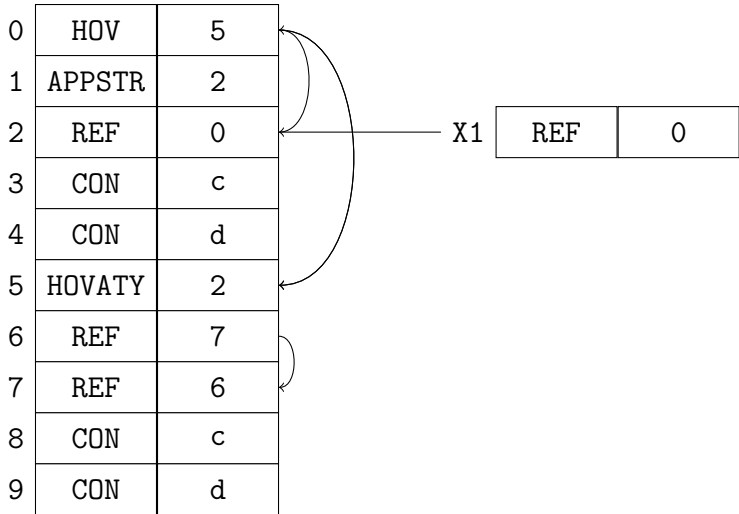 0 HOV 5
1 APPSTR 2
2 REF 0 X1 REF 0
3 CON c
4 CON d
5 HOVATY 2
6 REF 7
7 REF 6
8 CON c
9 CON d